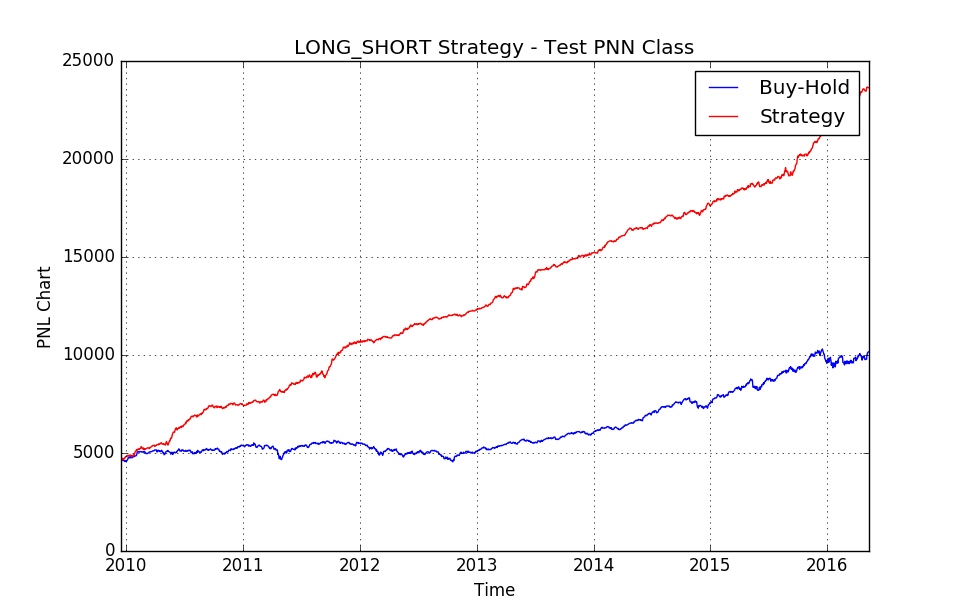 LONG_SHORT Strategy - Test PNN Class
25000
20000
15000
10000
5000
0
PNL Chart
Buy-Hold
Strategy
2010 2011 2012 2013 2014 2015 2016
Time